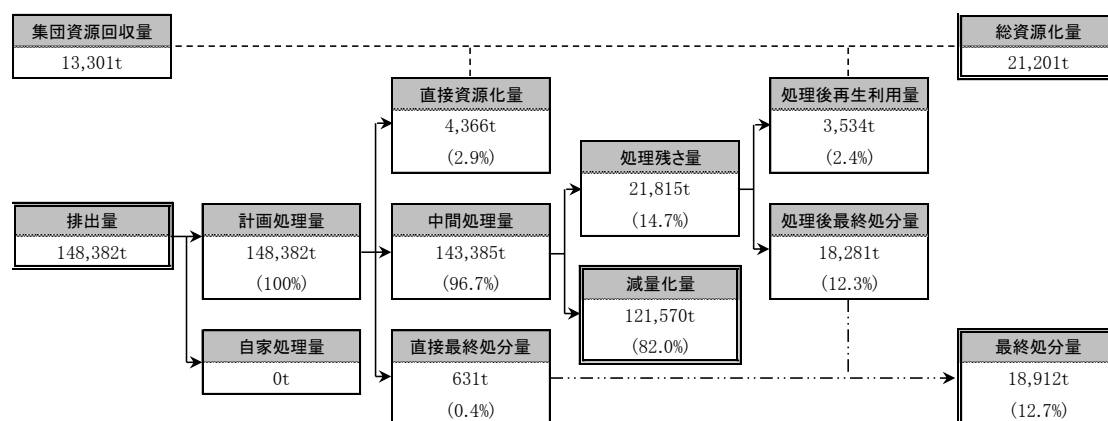 集団資源回収量
13,301t
総資源化量
21,201t
直接資源化量
4,366t
(2.9%)
処理後再生利用量
3,534t
(2.4%)
処理残さ量
21,815t
(14.7%)
排出量
148,382t
計画処理量
148,382t
(100%)
中間処理量
143,385t
(96.7%)
処理後最終処分量
18,281t
(12.3%)
減量化量
121,570t
(82.0%)
自家処理量
0t
直接最終処分量
631t
(0.4%)
最終処分量
18,912t
(12.7%)